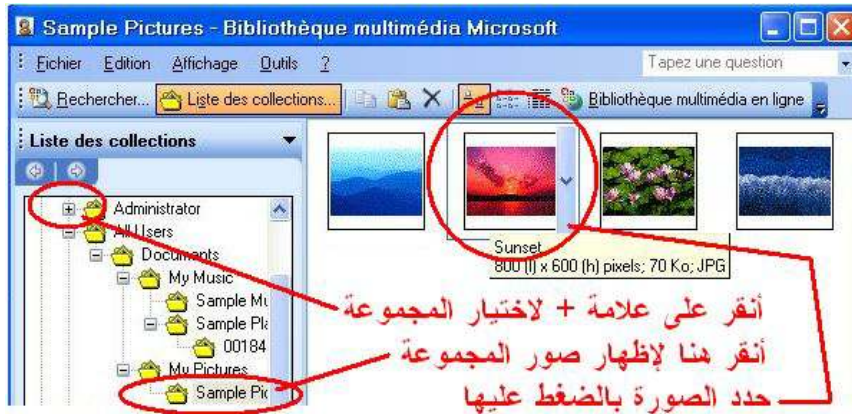 Sample Pictures - Bibliothèque multimédia Microsoft
Fichier Edition Affichage Outils ?
Tapez une question
Rechercher... Liste des collections... Bibliothèque multimédia en ligne
Liste des collections
Administrator
All Users
Documents
My Music
Sample Mu
Sample Pla
00184
My Pictures
Sample Pic
Sunset
800 (l) x 600 (h) pixels; 70 Ko; JPG
أنقر على علامة + لاختيار المجموعة
أنقر هنا لإظهار صور المجموعة
حدد الصورة بالضغط عليها